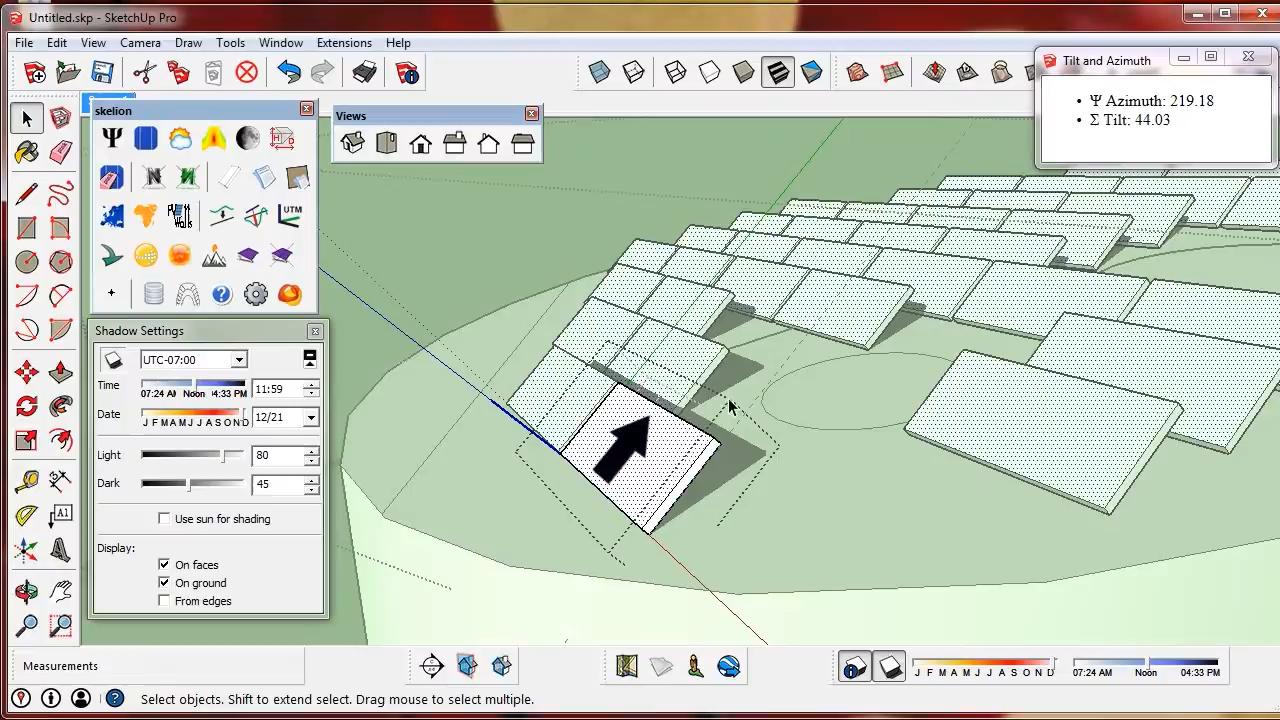 Untitled.skp - SketchUp Pro
File Edit View Camera Draw Tools Window Extensions Help
Tilt and Azimuth
• Ψ Azimuth: 219.18
• Σ Tilt: 44.03
skelion
Views
UTM
A1
Shadow Settings
UTC-07:00
Time
07:24 AM Noon 04:33 PM
11:59
Date
J F M A M J J A S O N D
12/21
Light
80
Dark
45
Use sun for shading
Display:
On faces
On ground
From edges
Measurements
J F M A M J J A S O N D
07:24 AM Noon 04:33 PM
Select objects. Shift to extend select. Drag mouse to select multiple.